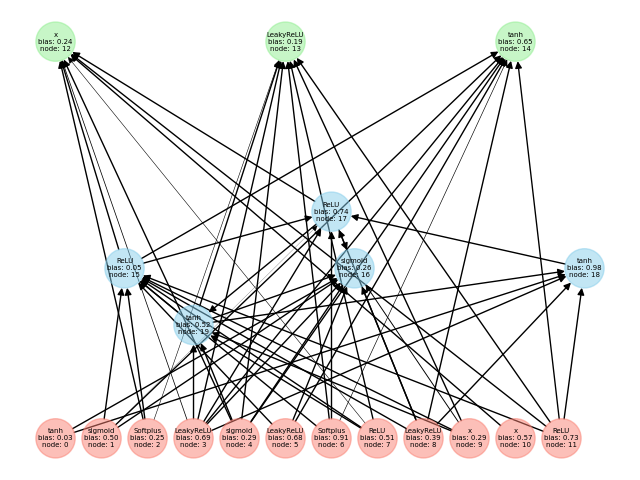 x
bias: 0.24
node: 12
LeakyReLU
bias: 0.19
node: 13
tanh
bias: 0.65
node: 14
ReLU
bias: 0.74
node: 17
ReLU
bias: 0.05
node: 15
sigmoid
bias: 0.26
node: 16
tanh
bias: 0.98
node: 18
tanh
bias: 0.52
node: 19
tanh
bias: 0.03
node: 0
sigmoid
bias: 0.50
node: 1
Softplus
bias: 0.25
node: 2
LeakyReLU
bias: 0.69
node: 3
sigmoid
bias: 0.29
node: 4
LeakyReLU
bias: 0.68
node: 5
Softplus
bias: 0.91
node: 6
ReLU
bias: 0.51
node: 7
LeakyReLU
bias: 0.39
node: 8
x
bias: 0.29
node: 9
x
bias: 0.57
node: 10
ReLU
bias: 0.73
node: 11